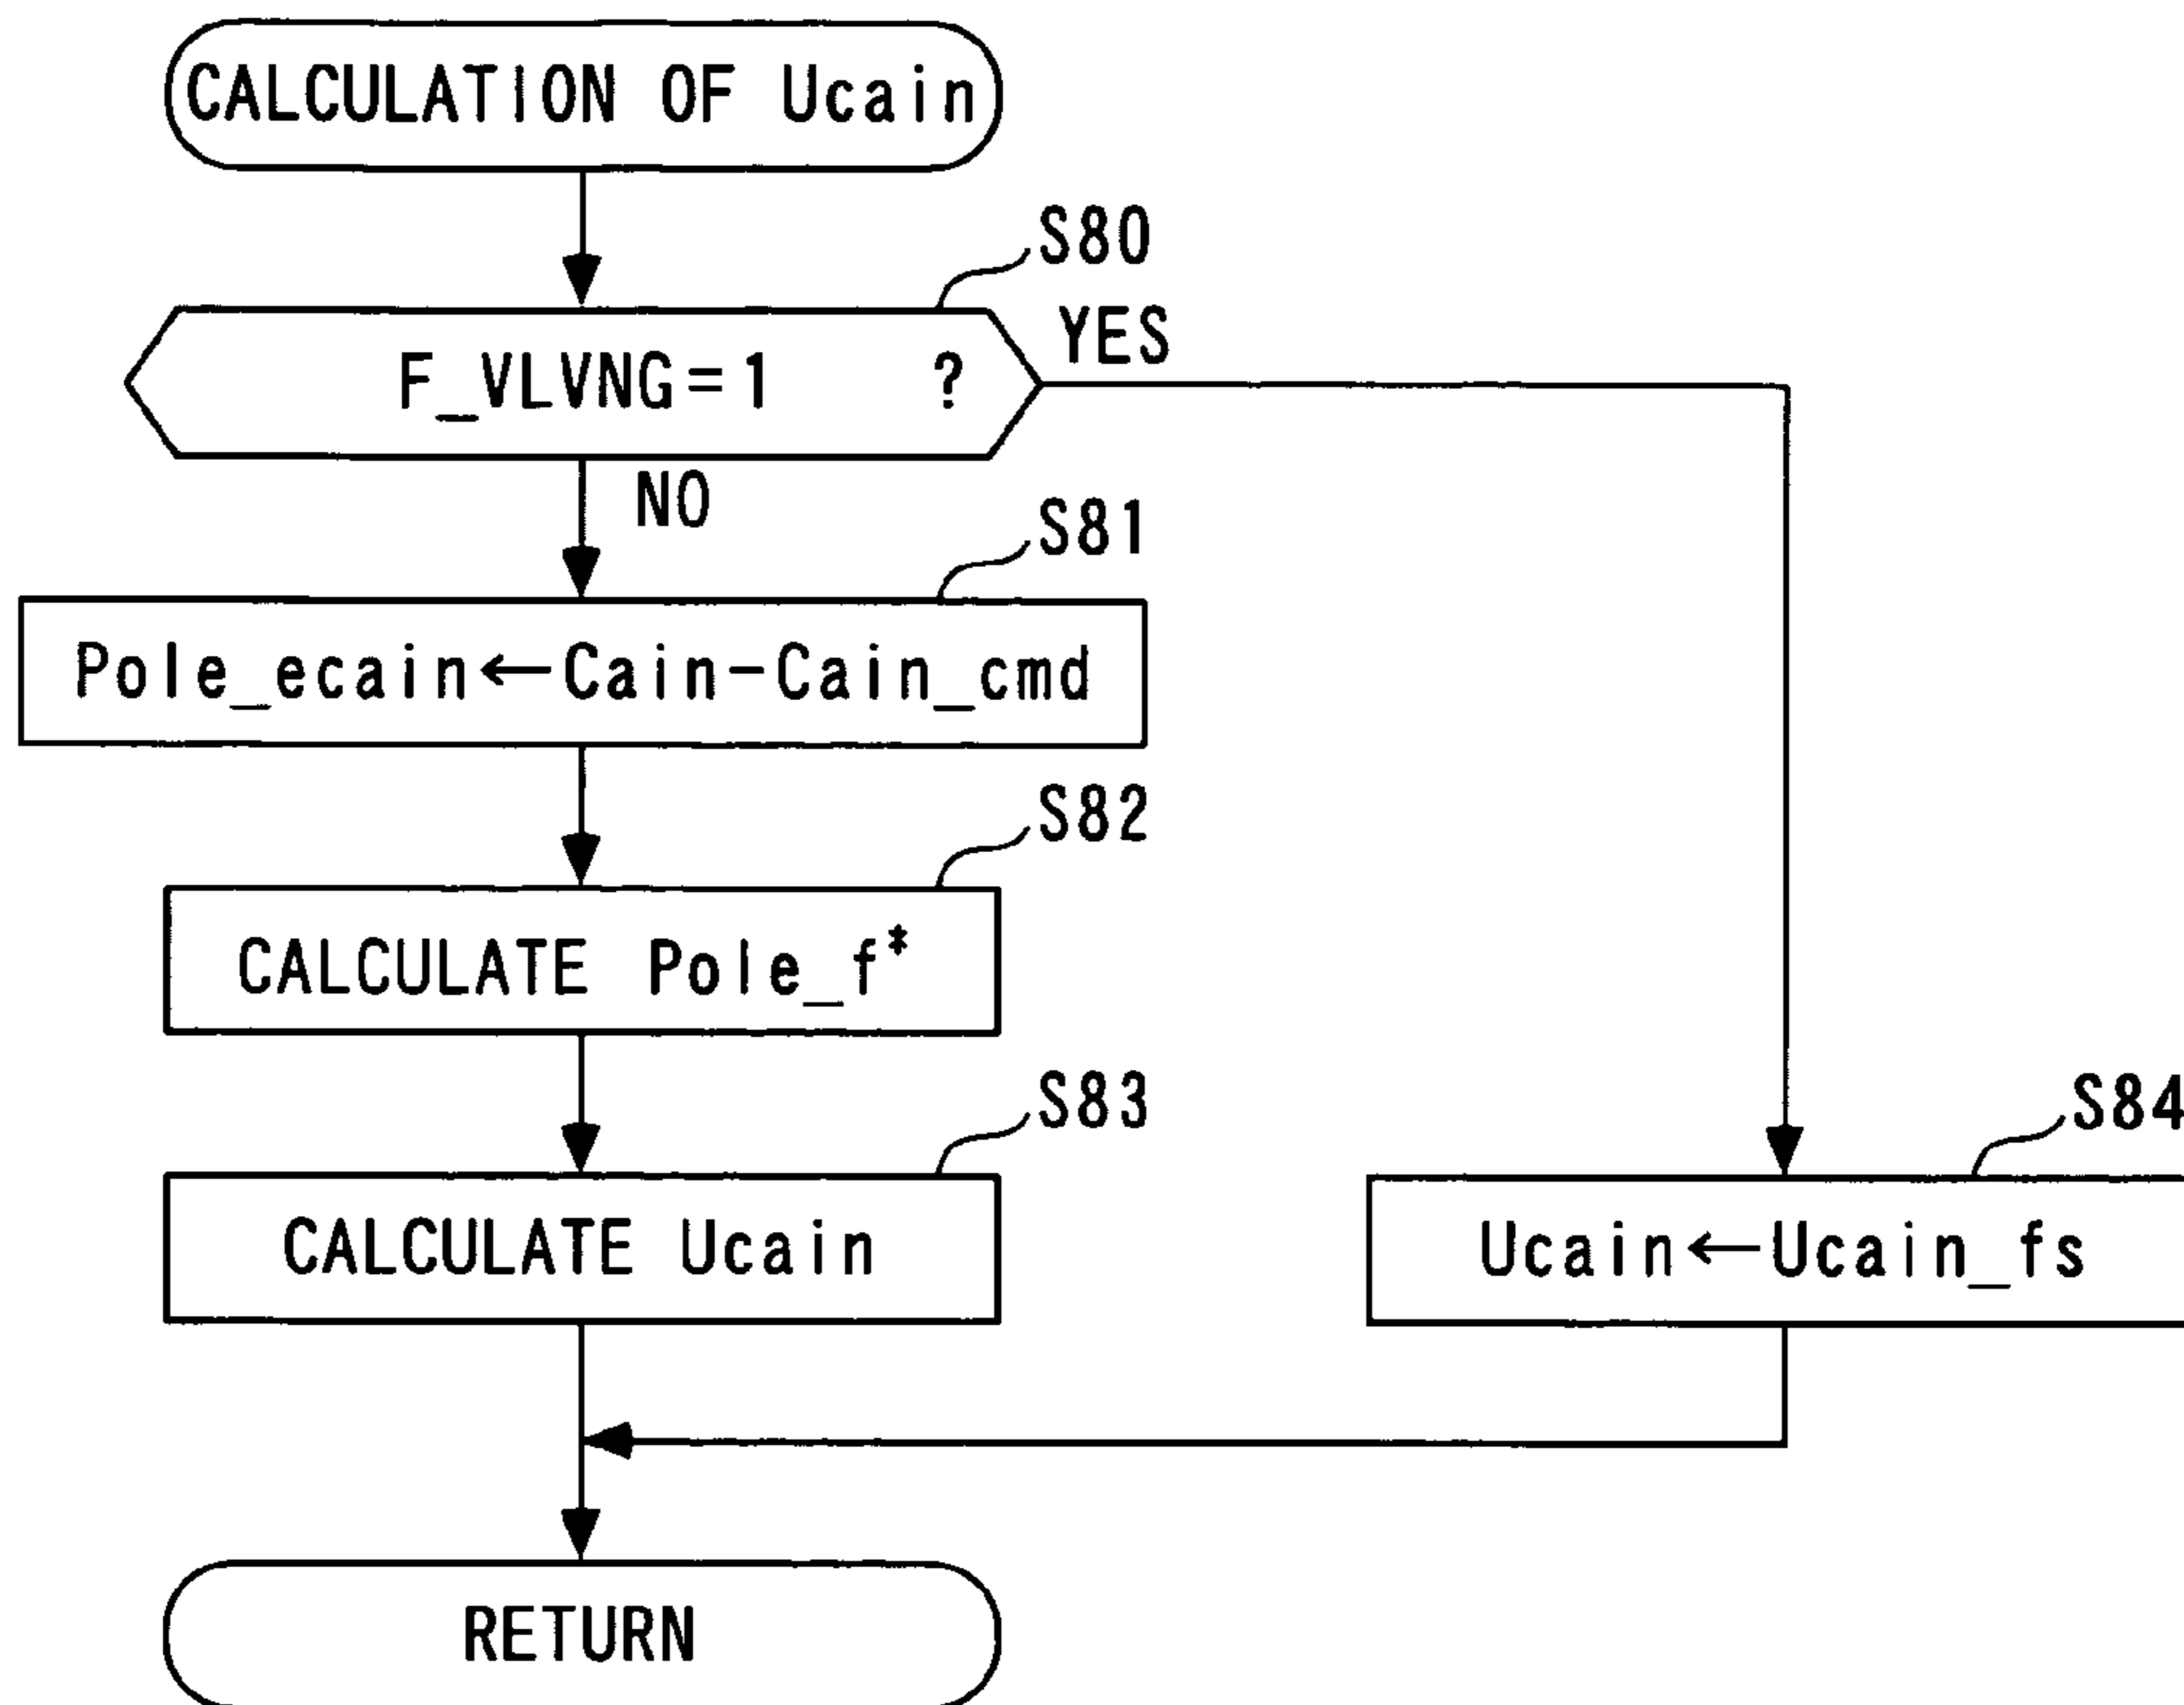 CALCULATION OF Ucain
S80
F_VLVNG=1 ?
YES
NO
S81
Pole_ecain←Cain-Cain_cmd
S82
CALCULATE Pole_f*
S83
CALCULATE Ucain
S84
Ucain←Ucain_fs
RETURN